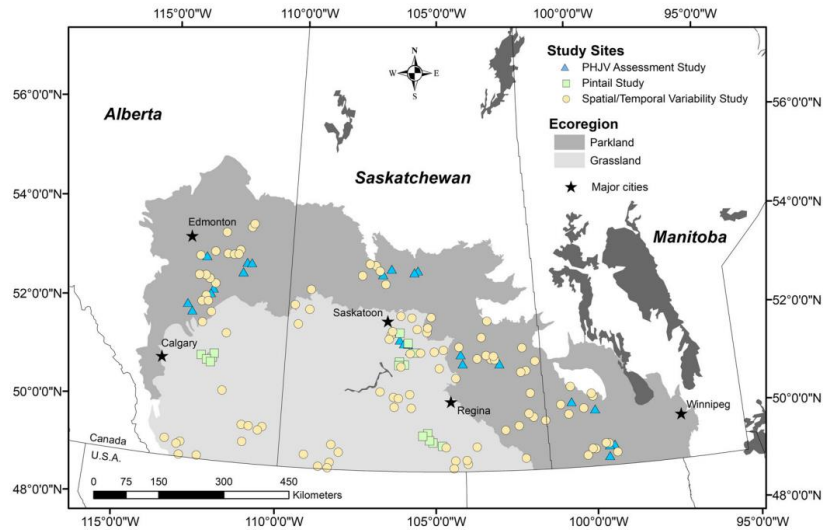 115°0'0"W 110°0'0"W 105°0'0"W 100°0'0"W 95°0'0"W
N
W E
S
Study Sites
PHJV Assessment Study
Pintail Study
Spatial/Temporal Variability Study
Ecoregion
Parkland
Grassland
Major cities
56°0'0"N
56°0'0"N
Alberta
54°0'0"N
54°0'0"N
Saskatchewan
Edmonton
Manitoba
52°0'0"N
52°0'0"N
Saskatoon
Calgary
50°0'0"N
50°0'0"N
Regina
Winnipeg
Canada
U.S.A.
48°0'0"N
48°0'0"N
0 75 150 300 450
Kilometers
115°0'0"W 110°0'0"W 105°0'0"W 100°0'0"W 95°0'0"W